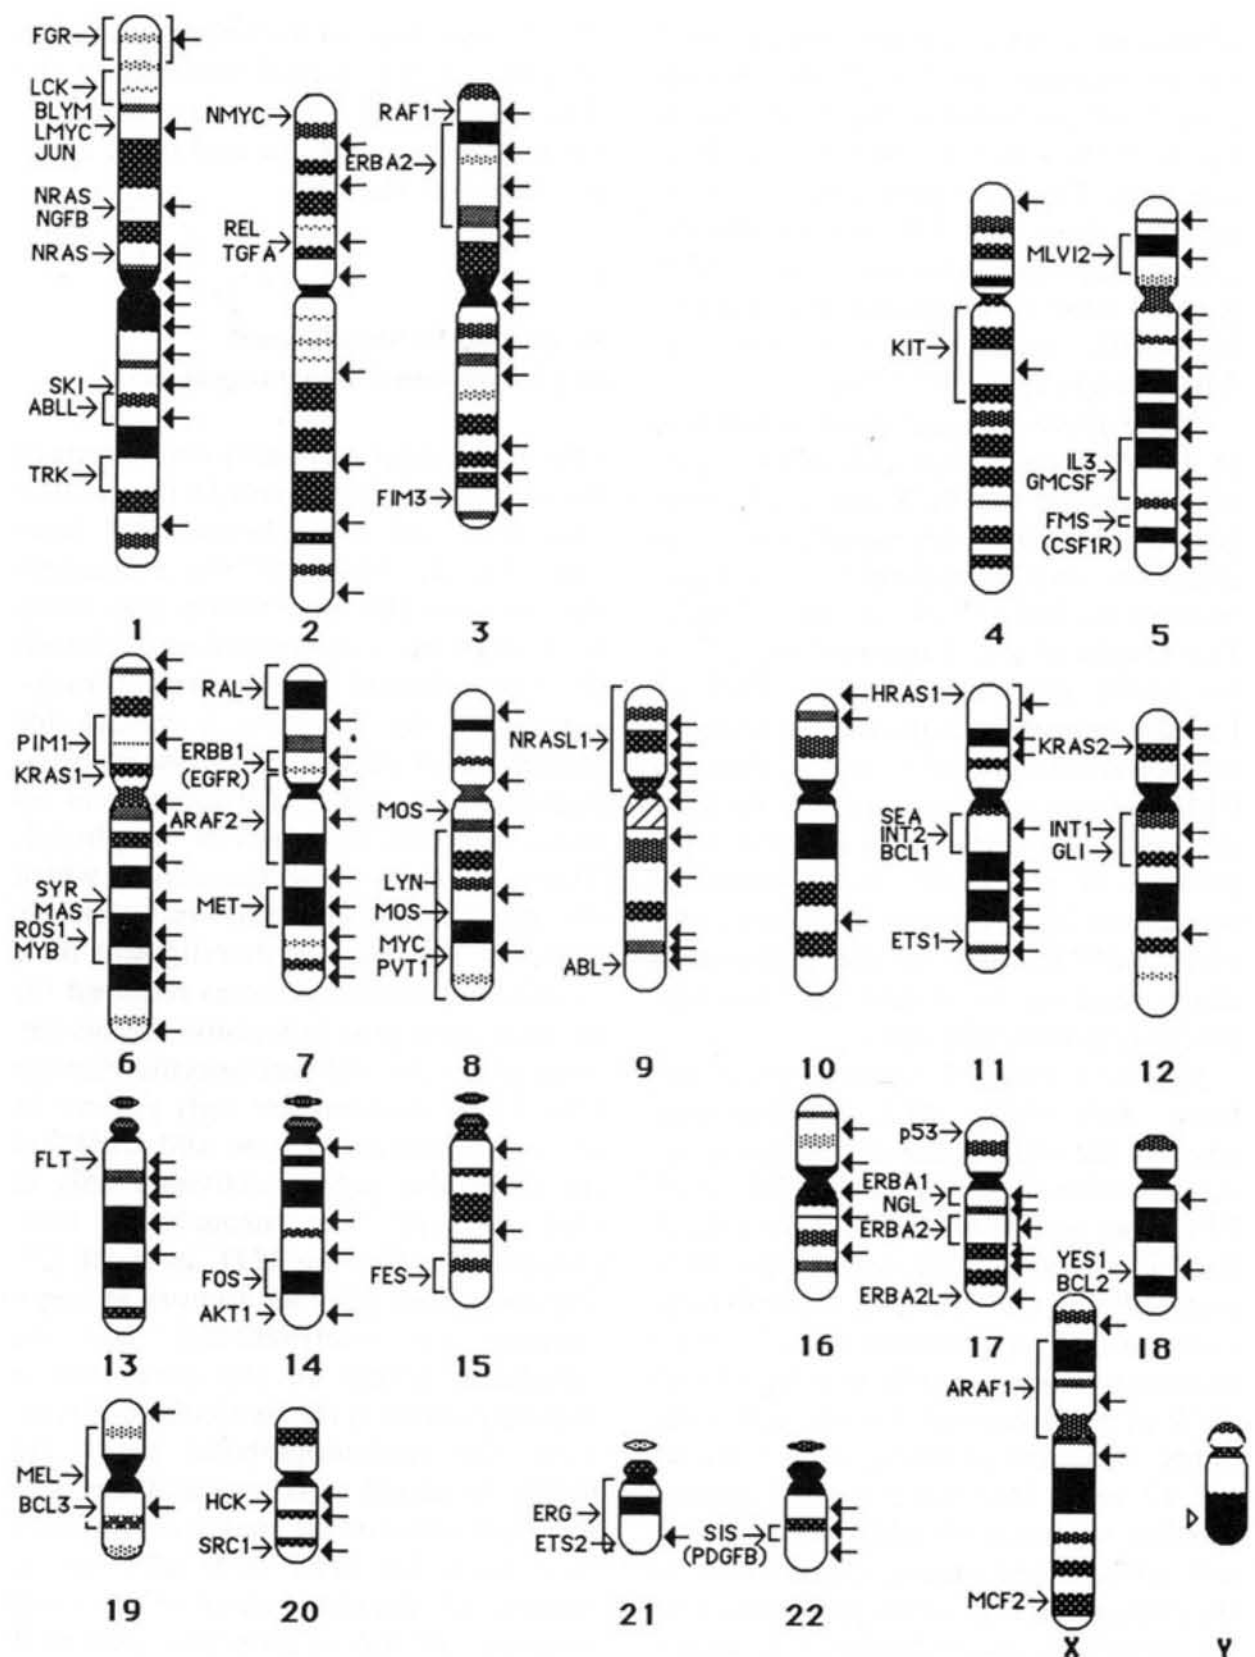 FGR
LCK
BLYM
LMYC
JUN
NRAS
NGFB
NRAS
SKI
ABLL
TRK
1
NMYC
REL
TGFA
2
RAF1
ERBA2
FIM3
3
KIT
4
MLVI2
IL3
GMCSF
FMS
(CSF1R)
5
PIM1
KRAS1
SYR
MAS
ROS1
MYB
6
RAL
ERBB1
(EGFR)
ARAF2
MET
7
MOS
LYN
MOS
MYC
PVT1
8
NRASL1
ABL
9
10
HRAS1
SEA
INT2
BCL1
ETS1
11
KRAS2
INT1
GLI
12
FLT
13
FOS
AKT1
14
FES
15
16
p53
ERBA1
NGL
ERBA2
ERBA2L
17
YES1
BCL2
18
MEL
BCL3
19
HCK
SRC1
20
ERG
ETS2
21
SIS
(PDGFB)
22
ARAF1
MCF2
X
Y